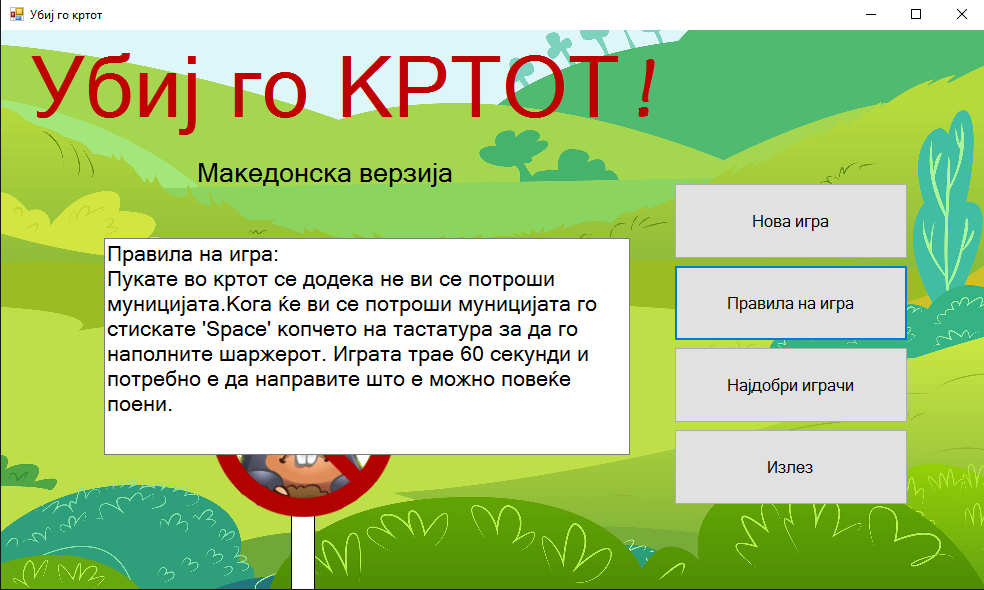 Убиј го кртот
Убиј го КРТОТ!
Македонска верзија
Правила на игра:
Пукате во кртот се додека не ви се потроши
муницијата.Кога ќе ви се потроши муницијата го
стискате 'Space' копчето на тастатура за да го
наполните шаржерот. Играта трае 60 секунди и
потребно е да направите што е можно повеќе
поени.
Нова игра
Правила на игра
Најдобри играчи
Излез